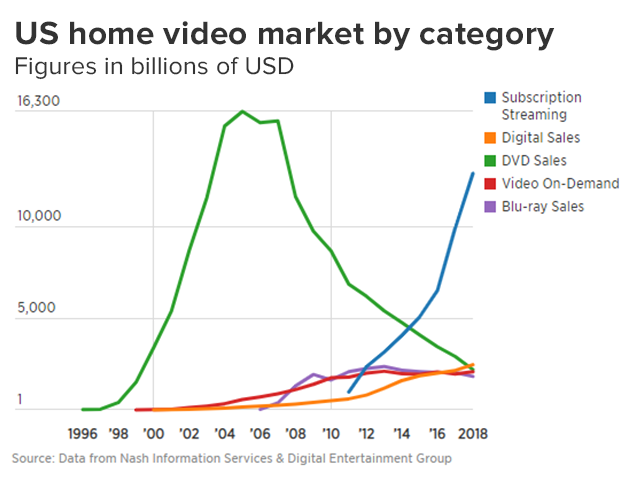 US home video market by category
Figures in billions of USD
16,300
10,000
5,000
1
Subscription
Streaming
Digital Sales
DVD Sales
Video On-Demand
Blu-ray Sales
1996 '98 '00 '02 '04 '06 '08 '10 '12 '14 '16 2018
Source: Data from Nash Information Services & Digital Entertainment Group